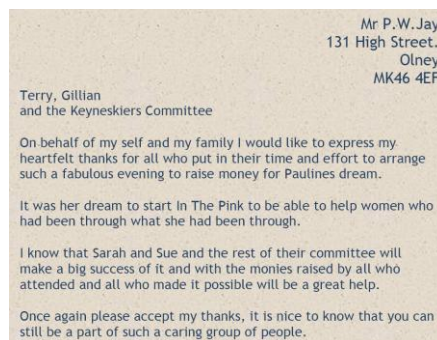 Mr P.W.Jay
131 High Street.
Olney
MK46 4EF
Terry, Gillian
and the Keyneskiers Committee
On behalf of my self and my family I would like to express my
heartfelt thanks for all who put in their time and effort to arrange
such a fabulous evening to raise money for Paulines dream.
It was her dream to start In The Pink to be able to help women who
had been through what she had been through.
I know that Sarah and Sue and the rest of their committee will
make a big success of it and with the monies raised by all who
attended and all who made it possible will be a great help.
Once again please accept my thanks, it is nice to know that you can
still be a part of such a caring group of people.